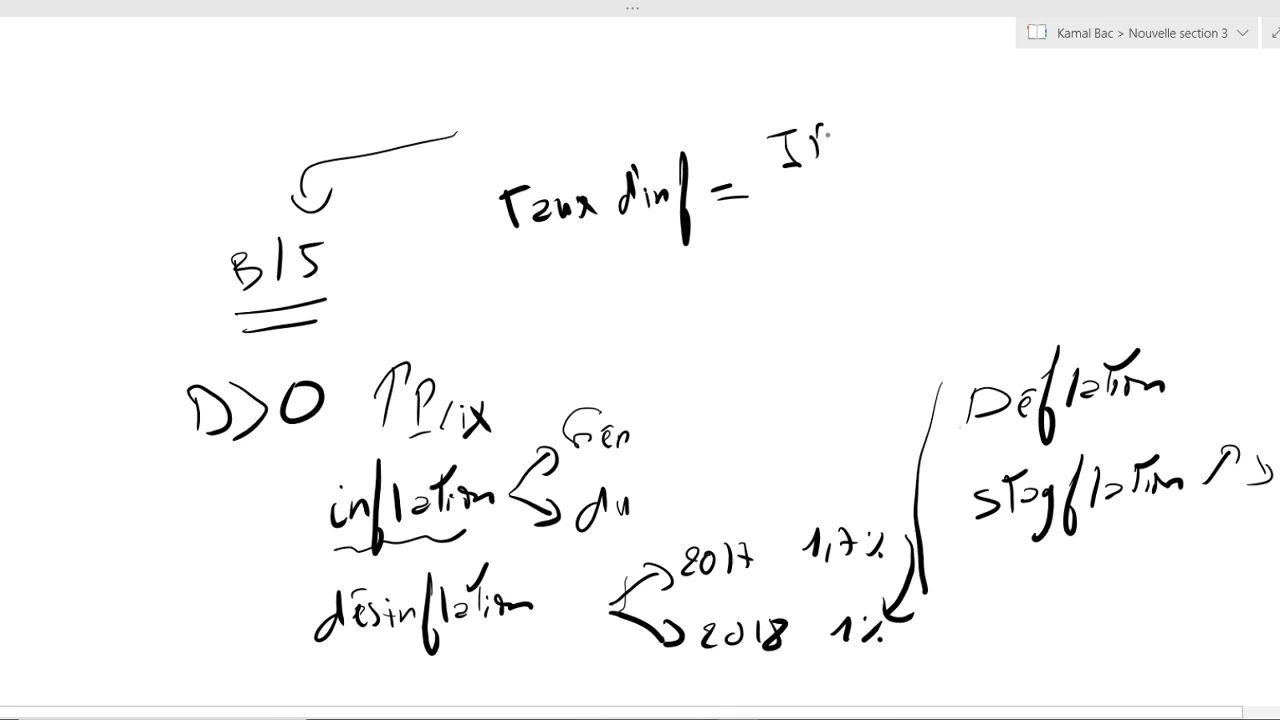 Kamal Bac > Nouvelle section 3
Taux d'inf = Ir
B/S
D>O ↑Prix
Gén
inflation
du
désinflation
2017 1,7%
2018 1%
Déflation
stagflation